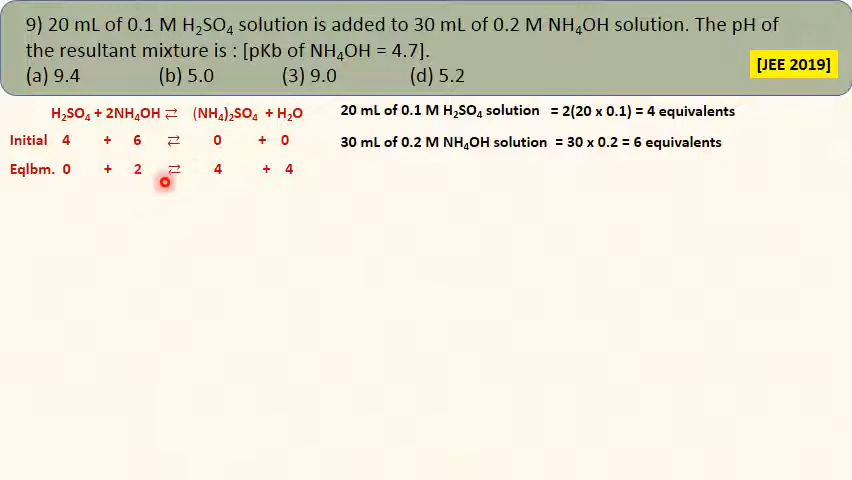 9) 20 mL of 0.1 M H₂SO₄ solution is added to 30 mL of 0.2 M NH₄OH solution. The pH of
the resultant mixture is : [pKb of NH₄OH = 4.7].
(a) 9.4 (b) 5.0 (3) 9.0 (d) 5.2
[JEE 2019]
H₂SO₄ + 2NH₄OH ⇄ (NH₄)₂SO₄ + H₂O
Initial 4 + 6 ⇄ 0 + 0
Eqlbm. 0 + 2 ⇄ 4 + 4
20 mL of 0.1 M H₂SO₄ solution = 2(20 x 0.1) = 4 equivalents
30 mL of 0.2 M NH₄OH solution = 30 x 0.2 = 6 equivalents